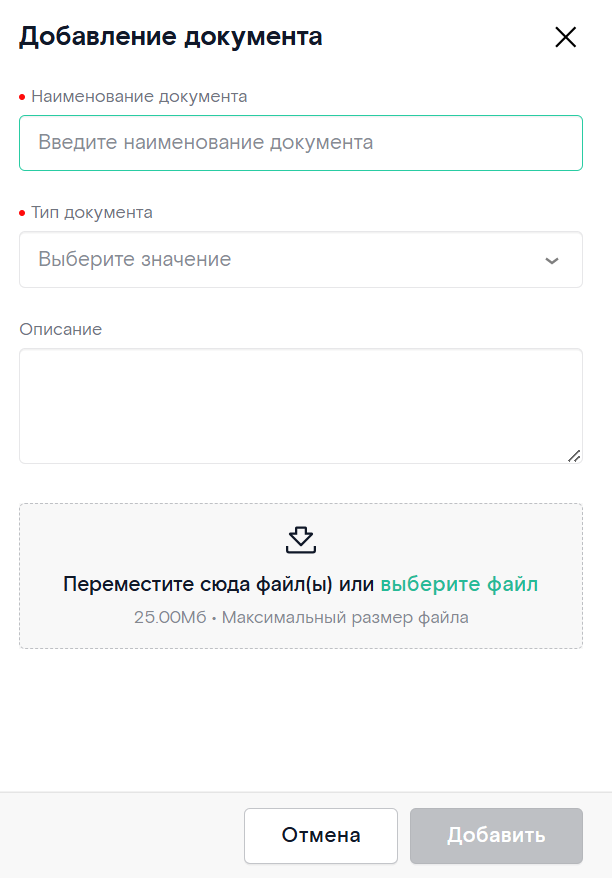 Добавление документа
Наименование документа
Введите наименование документа
Тип документа
Выберите значение
Описание
Переместите сюда файл(ы) или выберите файл
25.00Мб • Максимальный размер файла
Отмена
Добавить